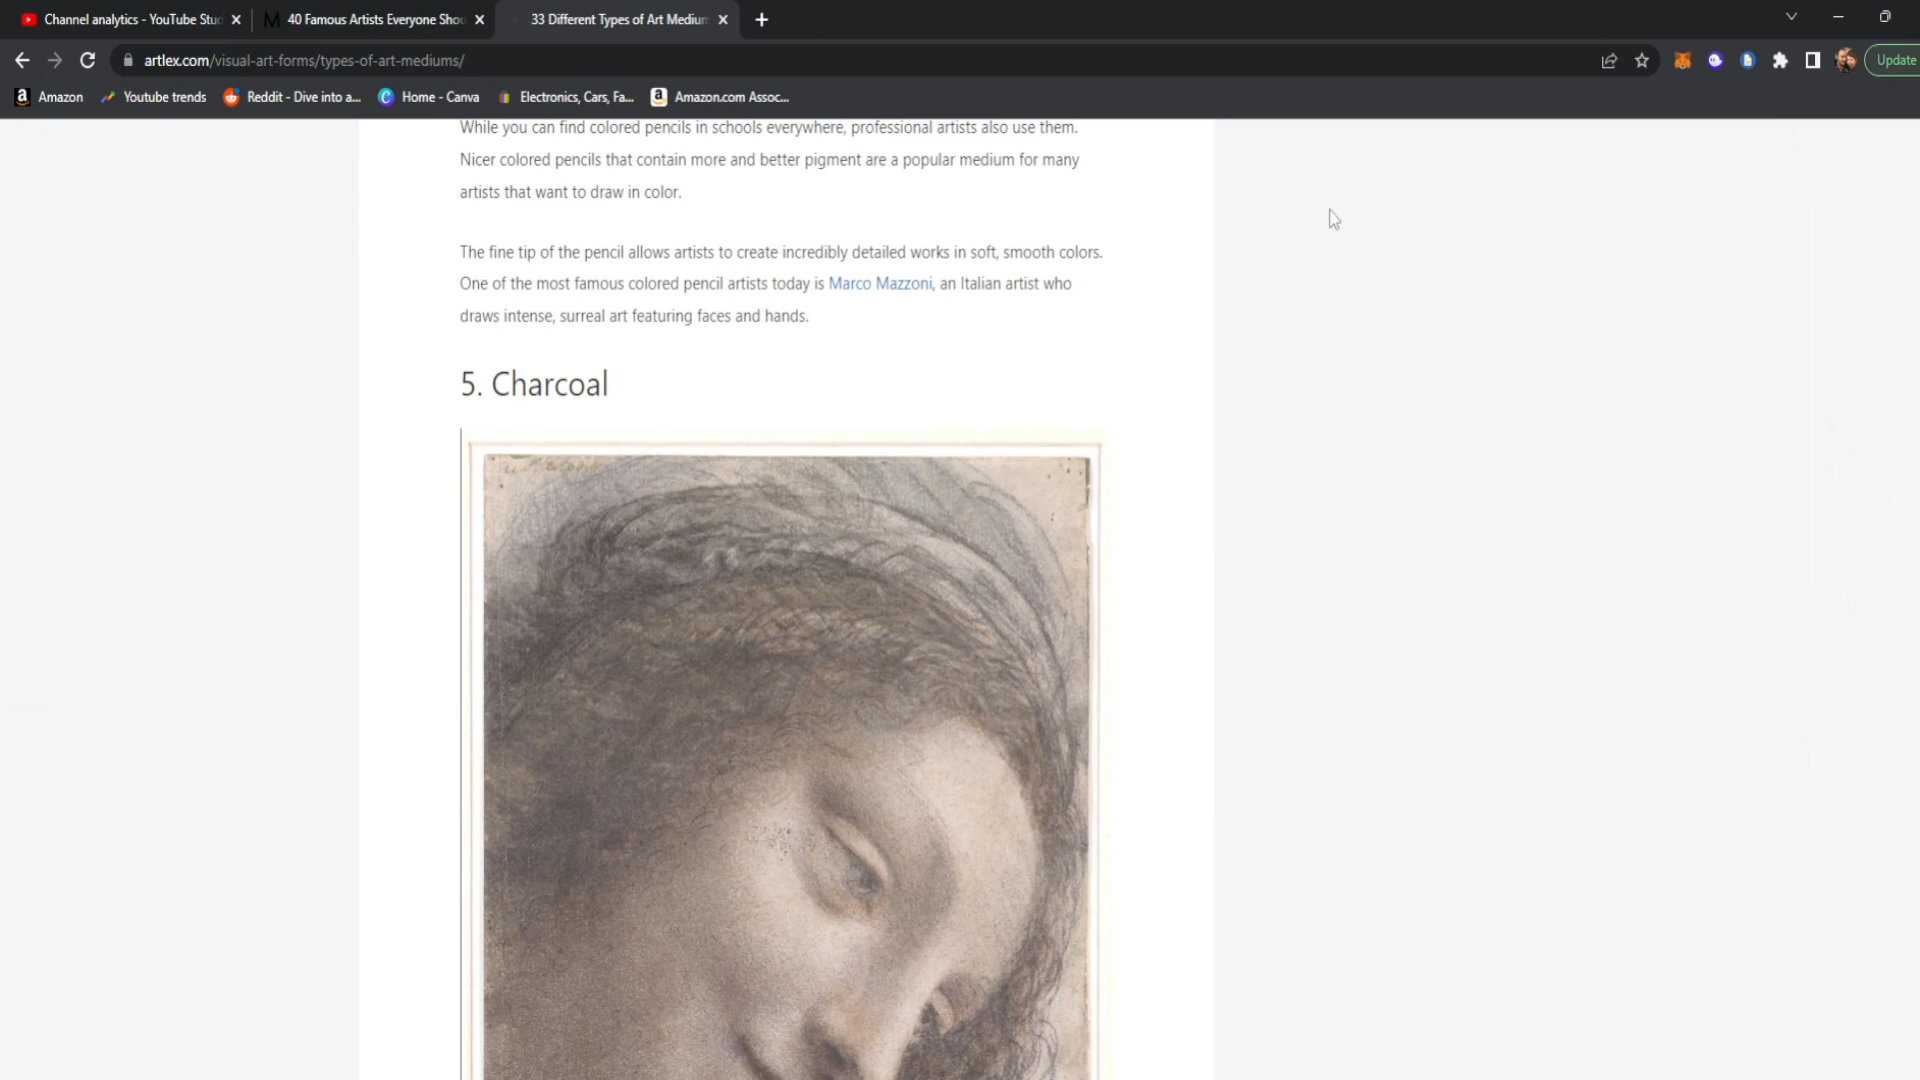 Channel analytics - YouTube Stu
40 Famous Artists Everyone Shou
33 Different Types of Art Medium
artlex.com/visual-art-forms/types-of-art-mediums/
Update
Amazon
Youtube trends
Reddit - Dive into a...
Home - Canva
Electronics, Cars, Fa...
Amazon.com Assoc...
While you can find colored pencils in schools everywhere, professional artists also use them.
Nicer colored pencils that contain more and better pigment are a popular medium for many
artists that want to draw in color.
The fine tip of the pencil allows artists to create incredibly detailed works in soft, smooth colors.
One of the most famous colored pencil artists today is Marco Mazzoni, an Italian artist who
draws intense, surreal art featuring faces and hands.
5. Charcoal